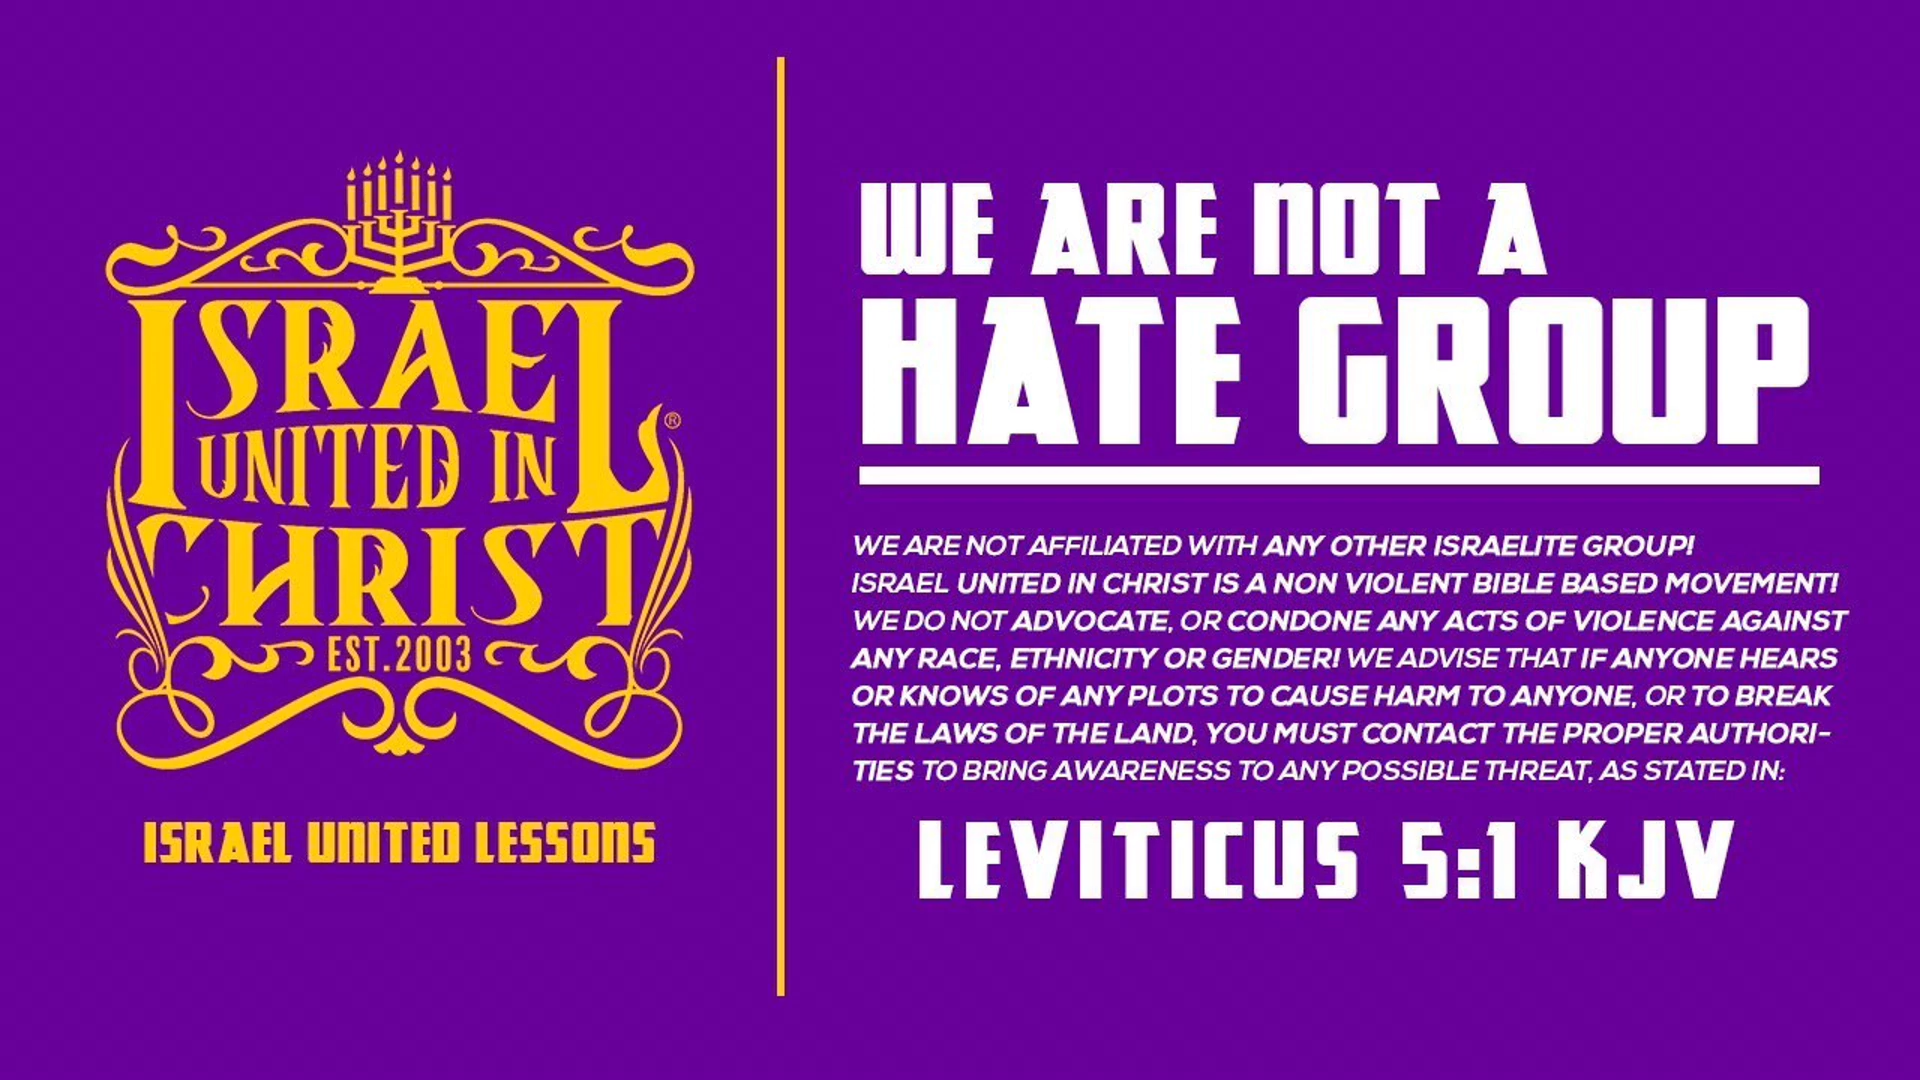 ISRAEL
UNITED IN
CHRIST
®
EST.2003
ISRAEL UNITED LESSONS
WE ARE NOT A
HATE GROUP
WE ARE NOT AFFILIATED WITH ANY OTHER ISRAELITE GROUP!
ISRAEL UNITED IN CHRIST IS A NON VIOLENT BIBLE BASED MOVEMENT!
WE DO NOT ADVOCATE, OR CONDONE ANY ACTS OF VIOLENCE AGAINST
ANY RACE, ETHNICITY OR GENDER! WE ADVISE THAT IF ANYONE HEARS
OR KNOWS OF ANY PLOTS TO CAUSE HARM TO ANYONE, OR TO BREAK
THE LAWS OF THE LAND, YOU MUST CONTACT THE PROPER AUTHORI-
TIES TO BRING AWARENESS TO ANY POSSIBLE THREAT, AS STATED IN:
LEVITICUS 5:1 KJV